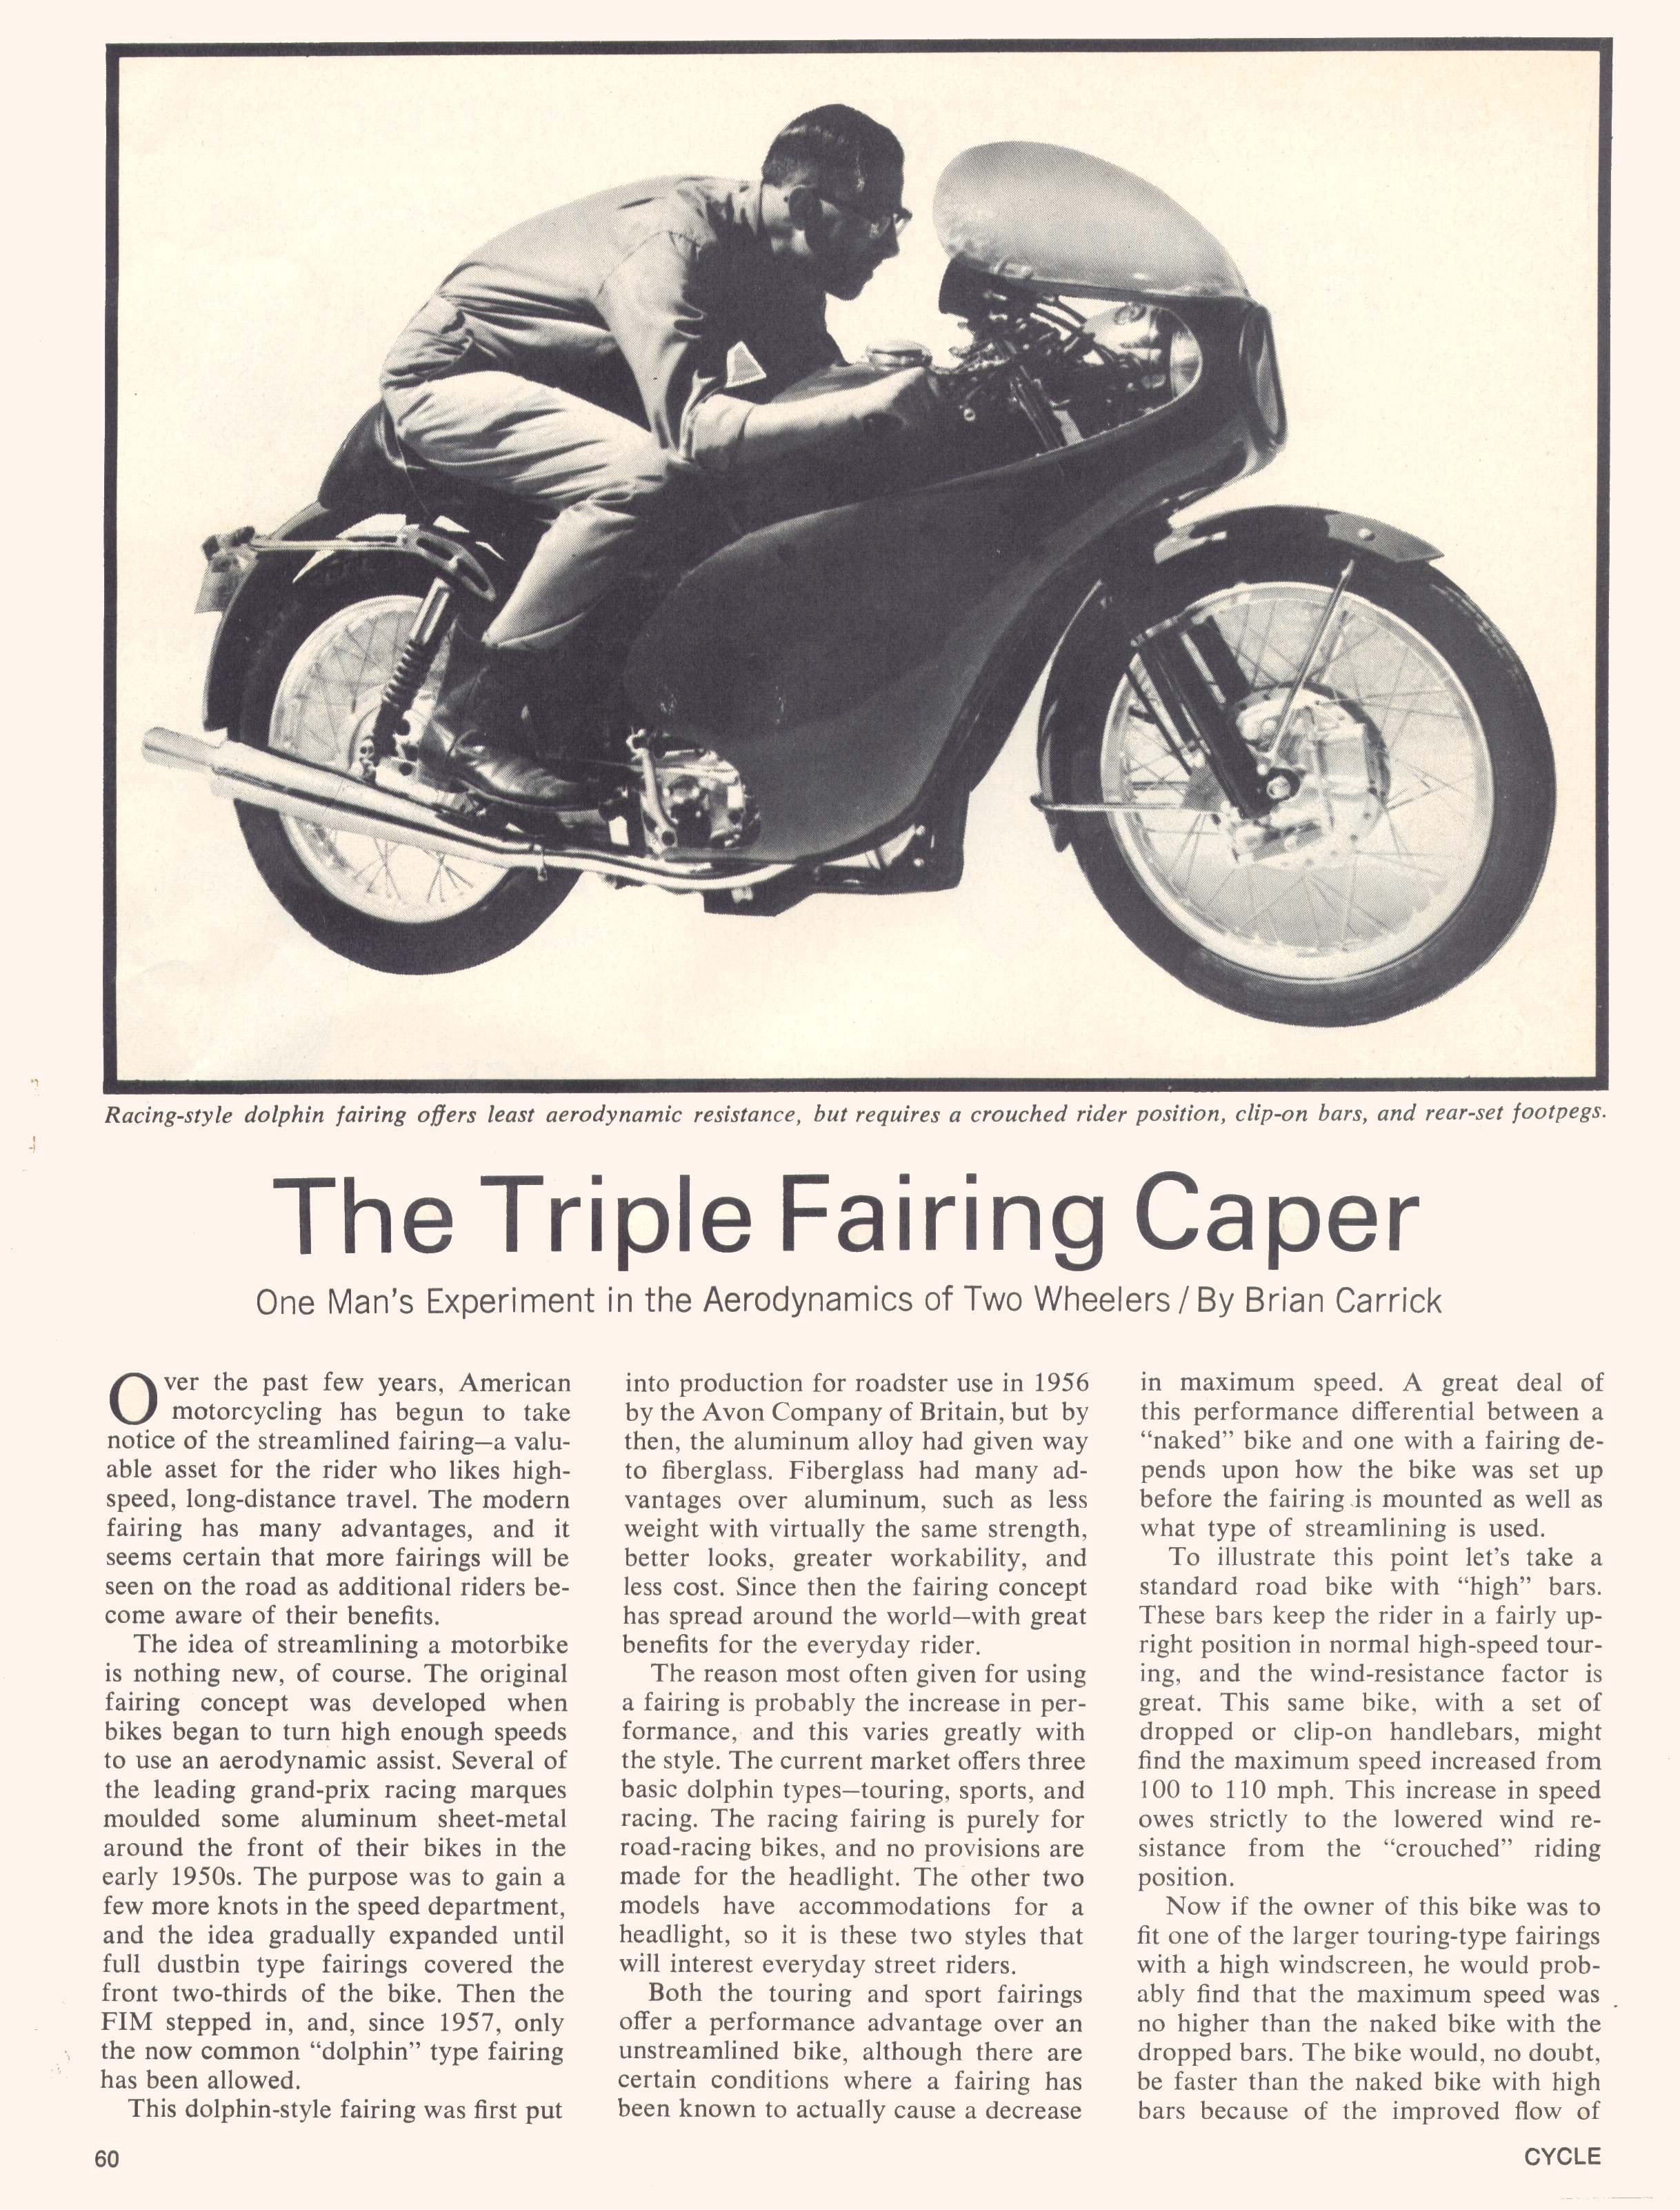 Racing-style dolphin fairing offers least aerodynamic resistance, but requires a crouched rider position, clip-on bars, and rear-set footpegs.
The Triple Fairing Caper
One Man's Experiment in the Aerodynamics of Two Wheelers / By Brian Carrick
Over the past few years, American
motorcycling has begun to take
notice of the streamlined fairing—a valu-
able asset for the rider who likes high-
speed, long-distance travel. The modern
fairing has many advantages, and it
seems certain that more fairings will be
seen on the road as additional riders be-
come aware of their benefits.
The idea of streamlining a motorbike
is nothing new, of course. The original
fairing concept was developed when
bikes began to turn high enough speeds
to use an aerodynamic assist. Several of
the leading grand-prix racing marques
moulded some aluminum sheet-metal
around the front of their bikes in the
early 1950s. The purpose was to gain a
few more knots in the speed department,
and the idea gradually expanded until
full dustbin type fairings covered the
front two-thirds of the bike. Then the
FIM stepped in, and, since 1957, only
the now common “dolphin” type fairing
has been allowed.
This dolphin-style fairing was first put
into production for roadster use in 1956
by the Avon Company of Britain, but by
then, the aluminum alloy had given way
to fiberglass. Fiberglass had many ad-
vantages over aluminum, such as less
weight with virtually the same strength,
better looks, greater workability, and
less cost. Since then the fairing concept
has spread around the world—with great
benefits for the everyday rider.
The reason most often given for using
a fairing is probably the increase in per-
formance, and this varies greatly with
the style. The current market offers three
basic dolphin types—touring, sports, and
racing. The racing fairing is purely for
road-racing bikes, and no provisions are
made for the headlight. The other two
models have accommodations for a
headlight, so it is these two styles that
will interest everyday street riders.
Both the touring and sport fairings
offer a performance advantage over an
unstreamlined bike, although there are
certain conditions where a fairing has
been known to actually cause a decrease
in maximum speed. A great deal of
this performance differential between a
“naked” bike and one with a fairing de-
pends upon how the bike was set up
before the fairing is mounted as well as
what type of streamlining is used.
To illustrate this point let's take a
standard road bike with “high” bars.
These bars keep the rider in a fairly up-
right position in normal high-speed tour-
ing, and the wind-resistance factor is
great. This same bike, with a set of
dropped or clip-on handlebars, might
find the maximum speed increased from
100 to 110 mph. This increase in speed
owes strictly to the lowered wind re-
sistance from the “crouched” riding
position.
Now if the owner of this bike was to
fit one of the larger touring-type fairings
with a high windscreen, he would prob-
ably find that the maximum speed was
no higher than the naked bike with the
dropped bars. The bike would, no doubt,
be faster than the naked bike with high
bars because of the improved flow of
60
CYCLE